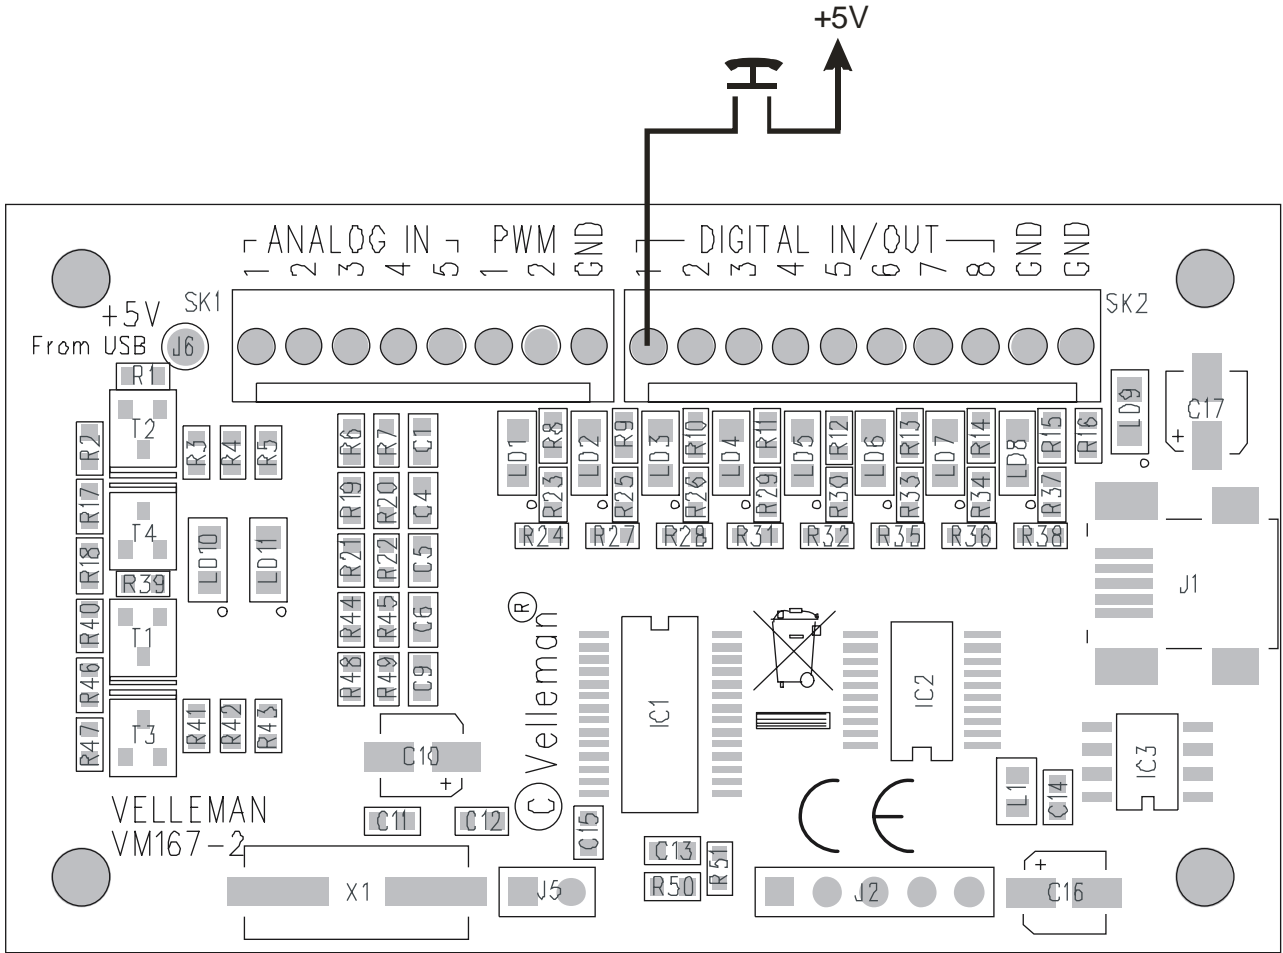 +5V
ANALOG IN PWM GND DIGITAL IN/OUT GND GND
1 2 3 4 5 1 2 1 2 3 4 5 6 7 8
SK1
SK2
+5V
From USB
J6
R1
T2
R2
R3
R4
R5
R6
R7
C1
LD1
R8
LD2
R9
LD3
R10
LD4
R11
LD5
R12
LD6
R13
LD7
R14
LD8
R15
R16
LD9
C17
+
R17
R19
R20
C4
R23
R25
R26
R29
R30
R33
R34
R37
T4
R24
R27
R28
R31
R32
R35
R36
R38
R18
LD10
LD11
R21
R22
C5
R39
J1
R40
T1
R44
R45
C6
R46
R48
R49
C9
© Velleman ®
IC1
IC2
R47
T3
R41
R42
R43
C10
+
IC3
L1
C14
VELLEMAN
VM167-2
C11
C12
C15
CE
C13
R50
R51
X1
J5
J2
+
C16